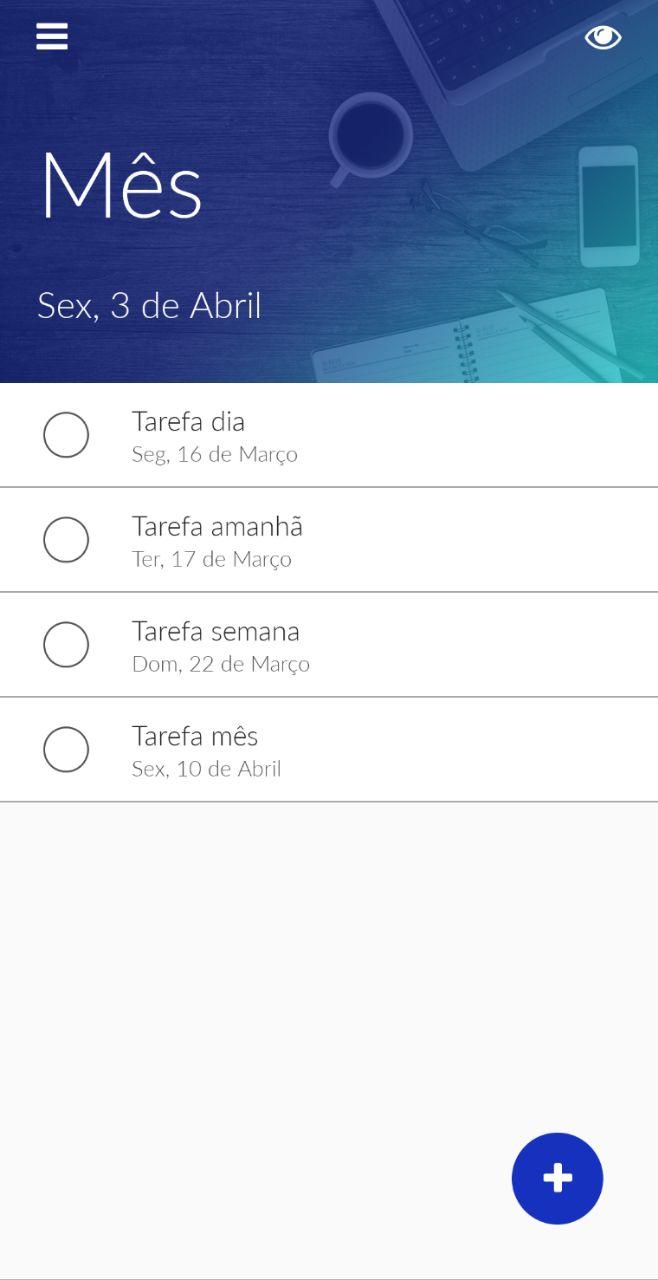 Mês
Sex, 3 de Abril
Tarefa dia
Seg, 16 de Março
Tarefa amanhã
Ter, 17 de Março
Tarefa semana
Dom, 22 de Março
Tarefa mês
Sex, 10 de Abril